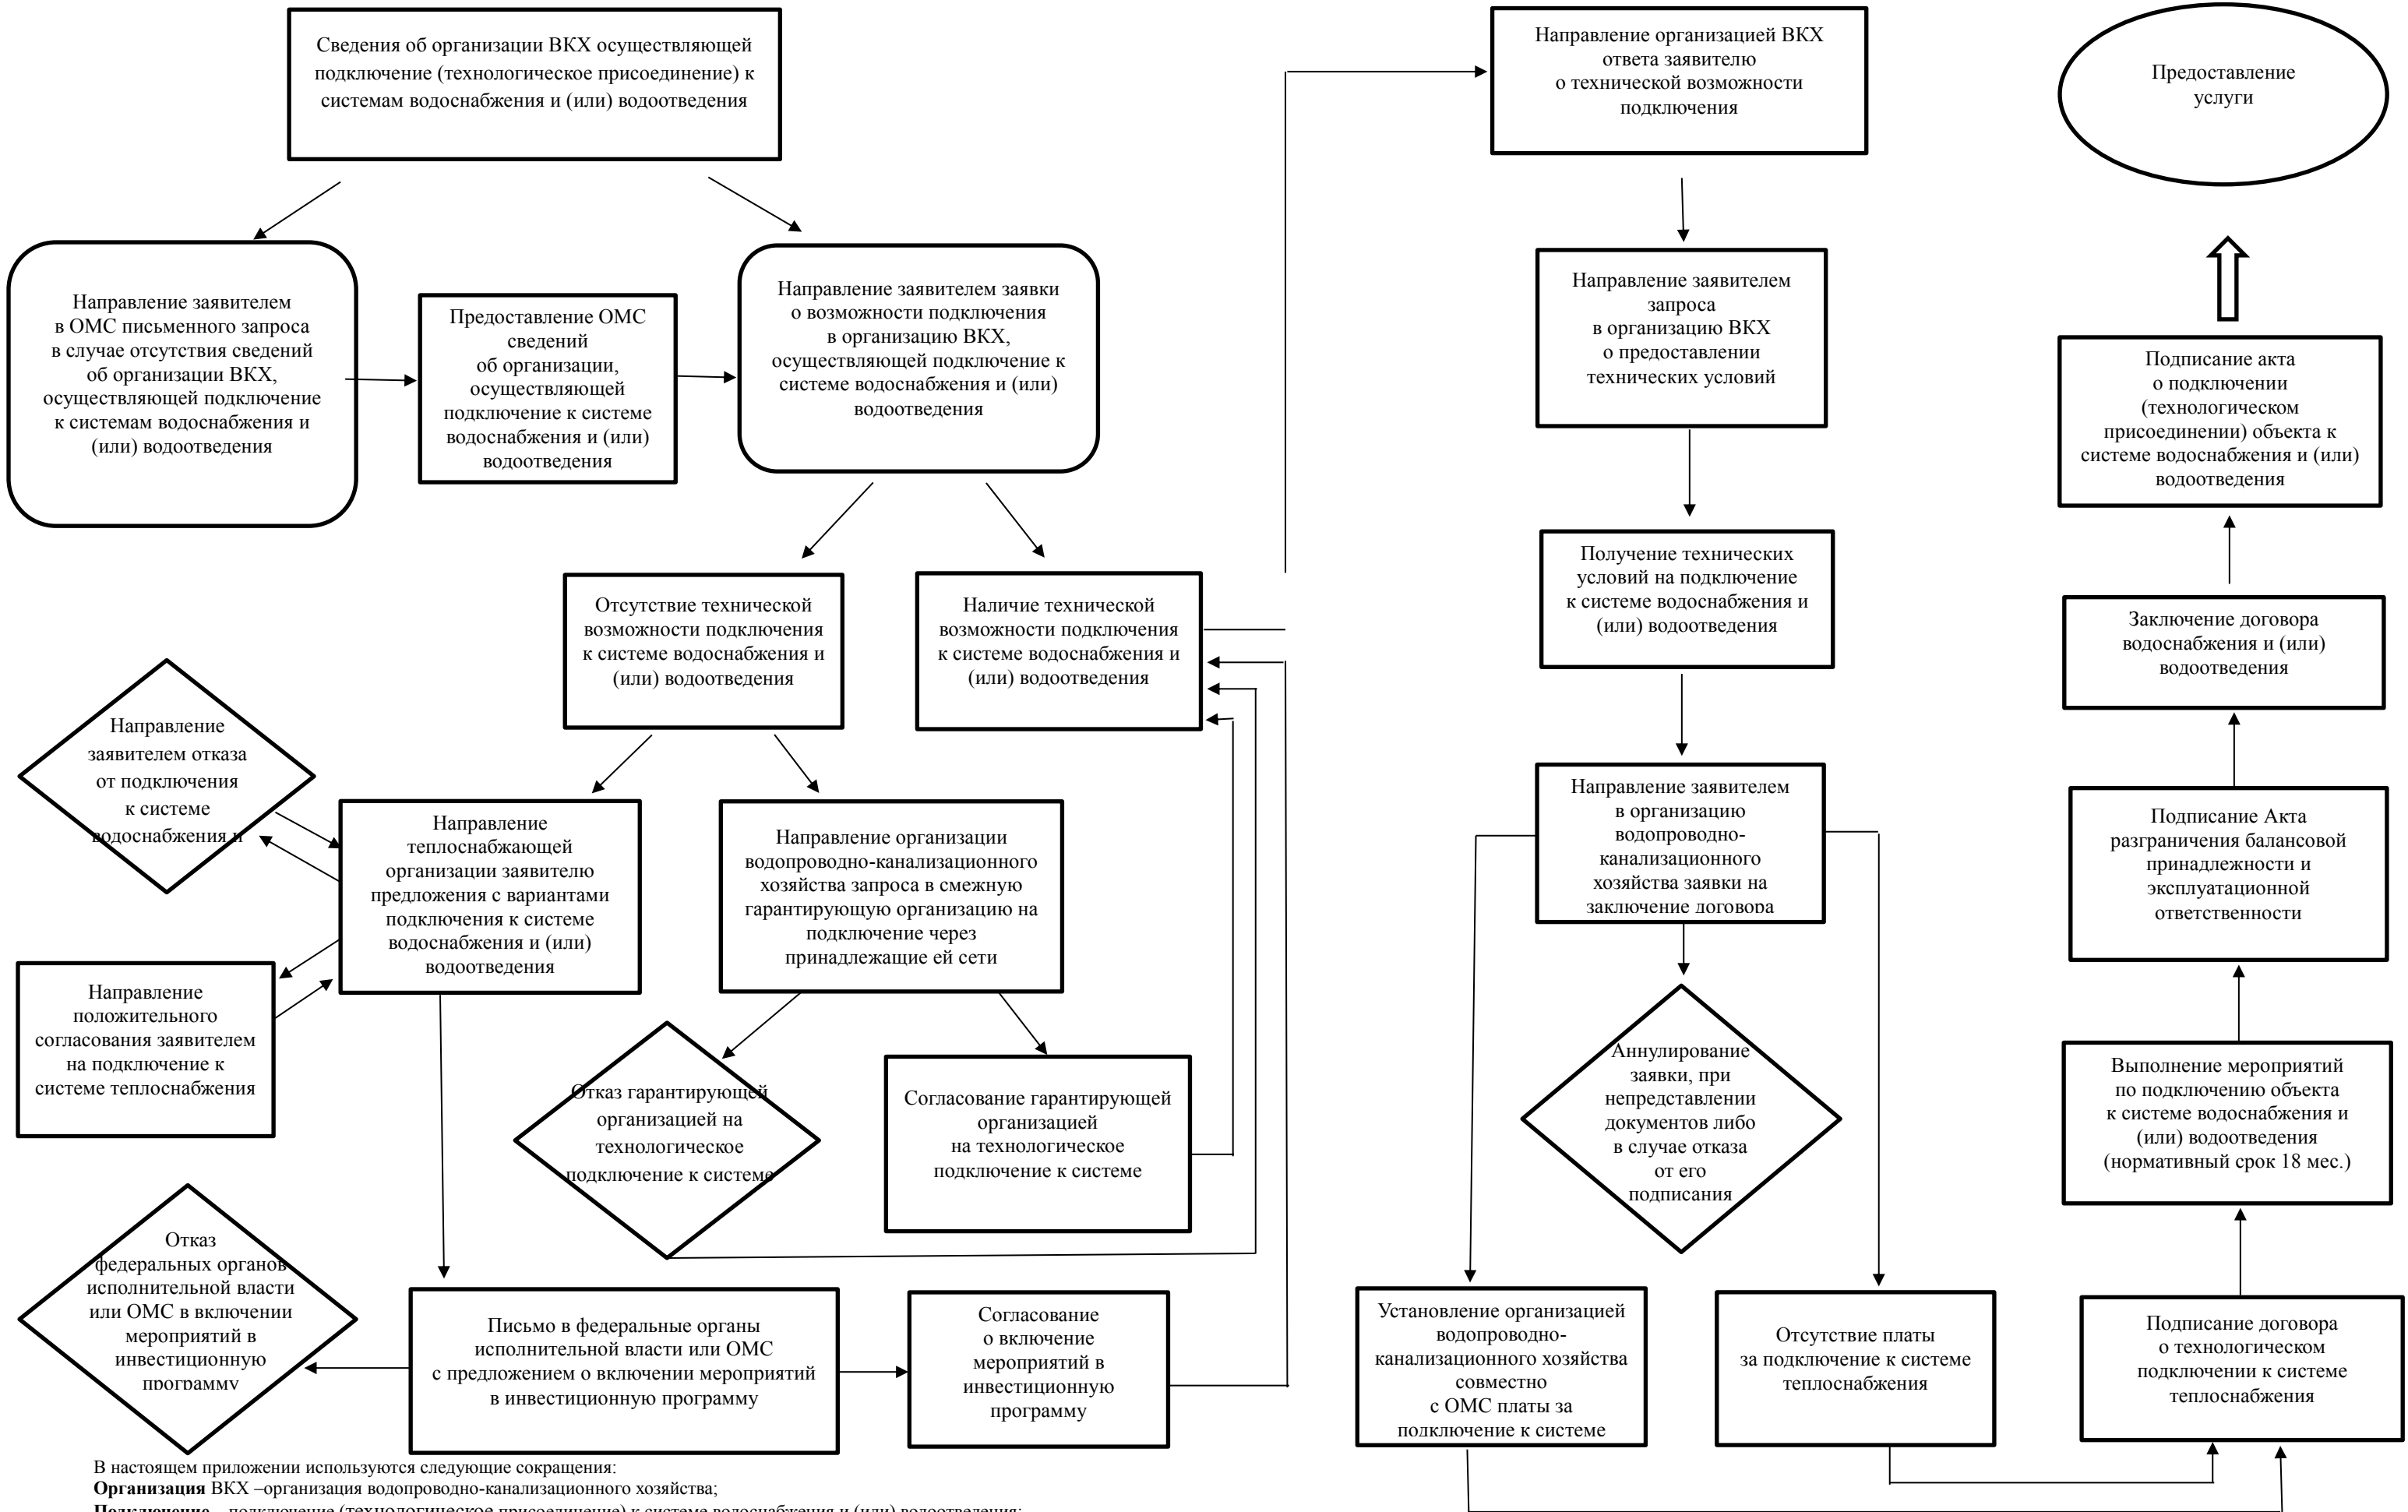 Сведения об организации ВКХ осуществляющей
подключение (технологическое присоединение) к
системам водоснабжения и (или) водоотведения
Направление заявителем
в ОМС письменного запроса
в случае отсутствия сведений
об организации ВКХ,
осуществляющей подключение
к системам водоснабжения и
(или) водоотведения
Предоставление ОМС
сведений
об организации,
осуществляющей
подключение к системе
водоснабжения и (или)
водоотведения
Направление заявителем заявки
о возможности подключения
в организацию ВКХ,
осуществляющей подключение к
системе водоснабжения и (или)
водоотведения
Отсутствие технической
возможности подключения
к системе водоснабжения и
(или) водоотведения
Наличие технической
возможности подключения
к системе водоснабжения и
(или) водоотведения
Направление
заявителем отказа
от подключения
к системе
водоснабжения и
Направление
теплоснабжающей
организации заявителю
предложения с вариантами
подключения к системе
водоснабжения и (или)
водоотведения
Направление организации
водопроводно-канализационного
хозяйства запроса в смежную
гарантирующую организацию на
подключение через
принадлежащие ей сети
Направление
положительного
согласования заявителем
на подключение к
системе теплоснабжения
Отказ гарантирующей
организацией на
технологическое
подключение к системе
Согласование гарантирующей
организацией
на технологическое
подключение к системе
Отказ
федеральных органов
исполнительной власти
или ОМС в включении
мероприятий в
инвестиционную
программу
Письмо в федеральные органы
исполнительной власти или ОМС
с предложением о включении мероприятий
в инвестиционную программу
Согласование
о включение
мероприятий в
инвестиционную
программу
Направление организацией ВКХ
ответа заявителю
о технической возможности
подключения
Направление заявителем
запроса
в организацию ВКХ
о предоставлении
технических условий
Получение технических
условий на подключение
к системе водоснабжения и
(или) водоотведения
Направление заявителем
в организацию
водопроводно-
канализационного
хозяйства заявки на
заключение договора
Аннулирование
заявки, при
непредставлении
документов либо
в случае отказа
от его
подписания
Установление организацией
водопроводно-
канализационного хозяйства
совместно
с ОМС платы за
подключение к системе
Отсутствие платы
за подключение к системе
теплоснабжения
Предоставление
услуги
Подписание акта
о подключении
(технологическом
присоединении) объекта к
системе водоснабжения и (или)
водоотведения
Заключение договора
водоснабжения и (или)
водоотведения
Подписание Акта
разграничения балансовой
принадлежности и
эксплуатационной
ответственности
Выполнение мероприятий
по подключению объекта
к системе водоснабжения и
(или) водоотведения
(нормативный срок 18 мес.)
Подписание договора
о технологическом
подключении к системе
теплоснабжения
В настоящем приложении используются следующие сокращения:
Организация ВКХ –организация водопроводно-канализационного хозяйства;
Подключение – подключение (технологическое присоединение) к системе водоснабжения и (или) водоотведения;